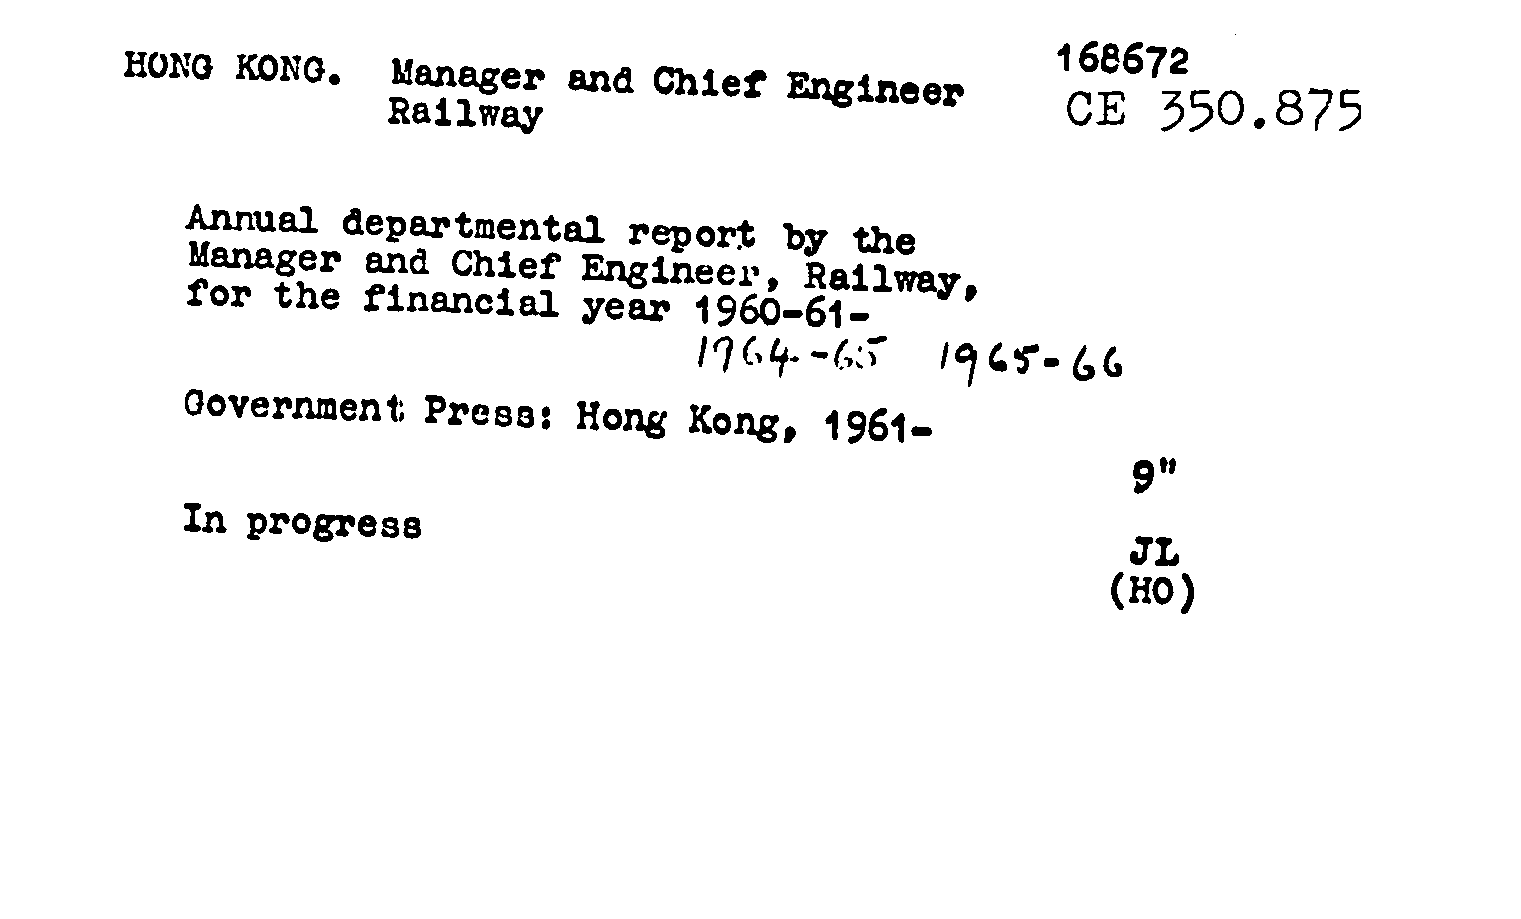 HONG KONG. Manager and Chief Engineer
Railway
168672
CE 350.875
Annual departmental report by the
Manager and Chief Engineer, Railway,
for the financial year 1960-61-
1964-65 1965-66
Government Press: Hong Kong, 1961-
9"
In progress
JL
(HO)